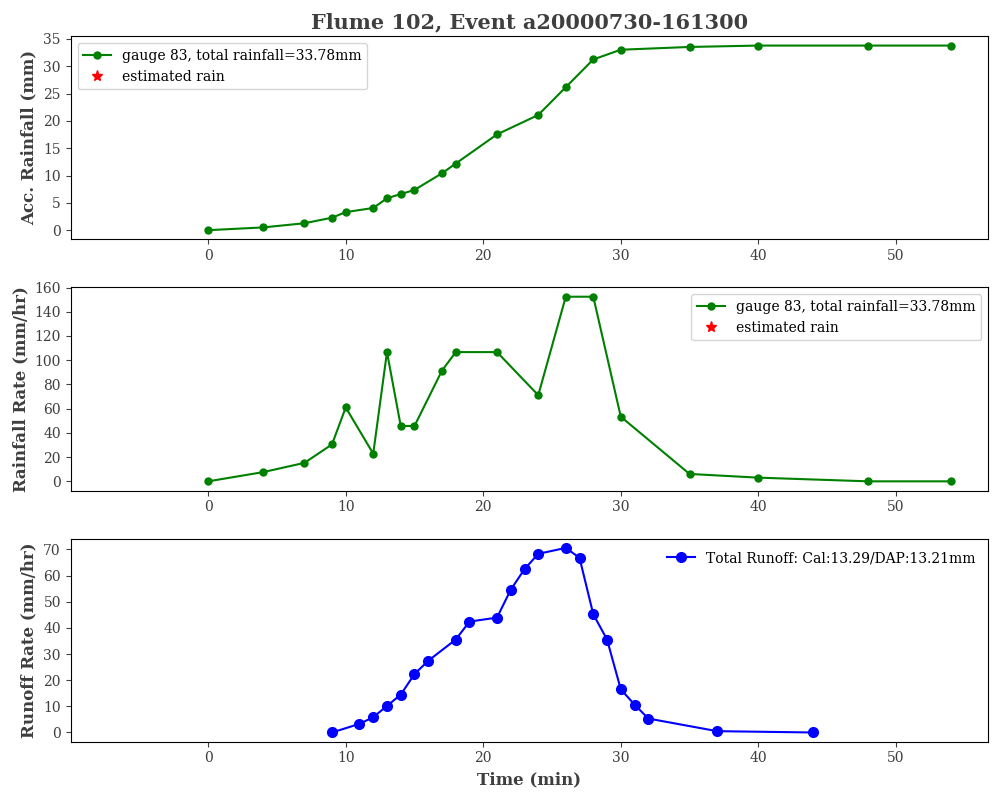 Flume 102, Event a20000730-161300
Acc. Rainfall (mm)
35
30
25
20
15
10
5
0
gauge 83, total rainfall=33.78mm
estimated rain
0 10 20 30 40 50
Rainfall Rate (mm/hr)
160
140
120
100
80
60
40
20
0
gauge 83, total rainfall=33.78mm
estimated rain
0 10 20 30 40 50
Runoff Rate (mm/hr)
70
60
50
40
30
20
10
0
Total Runoff: Cal:13.29/DAP:13.21mm
0 10 20 30 40 50
Time (min)